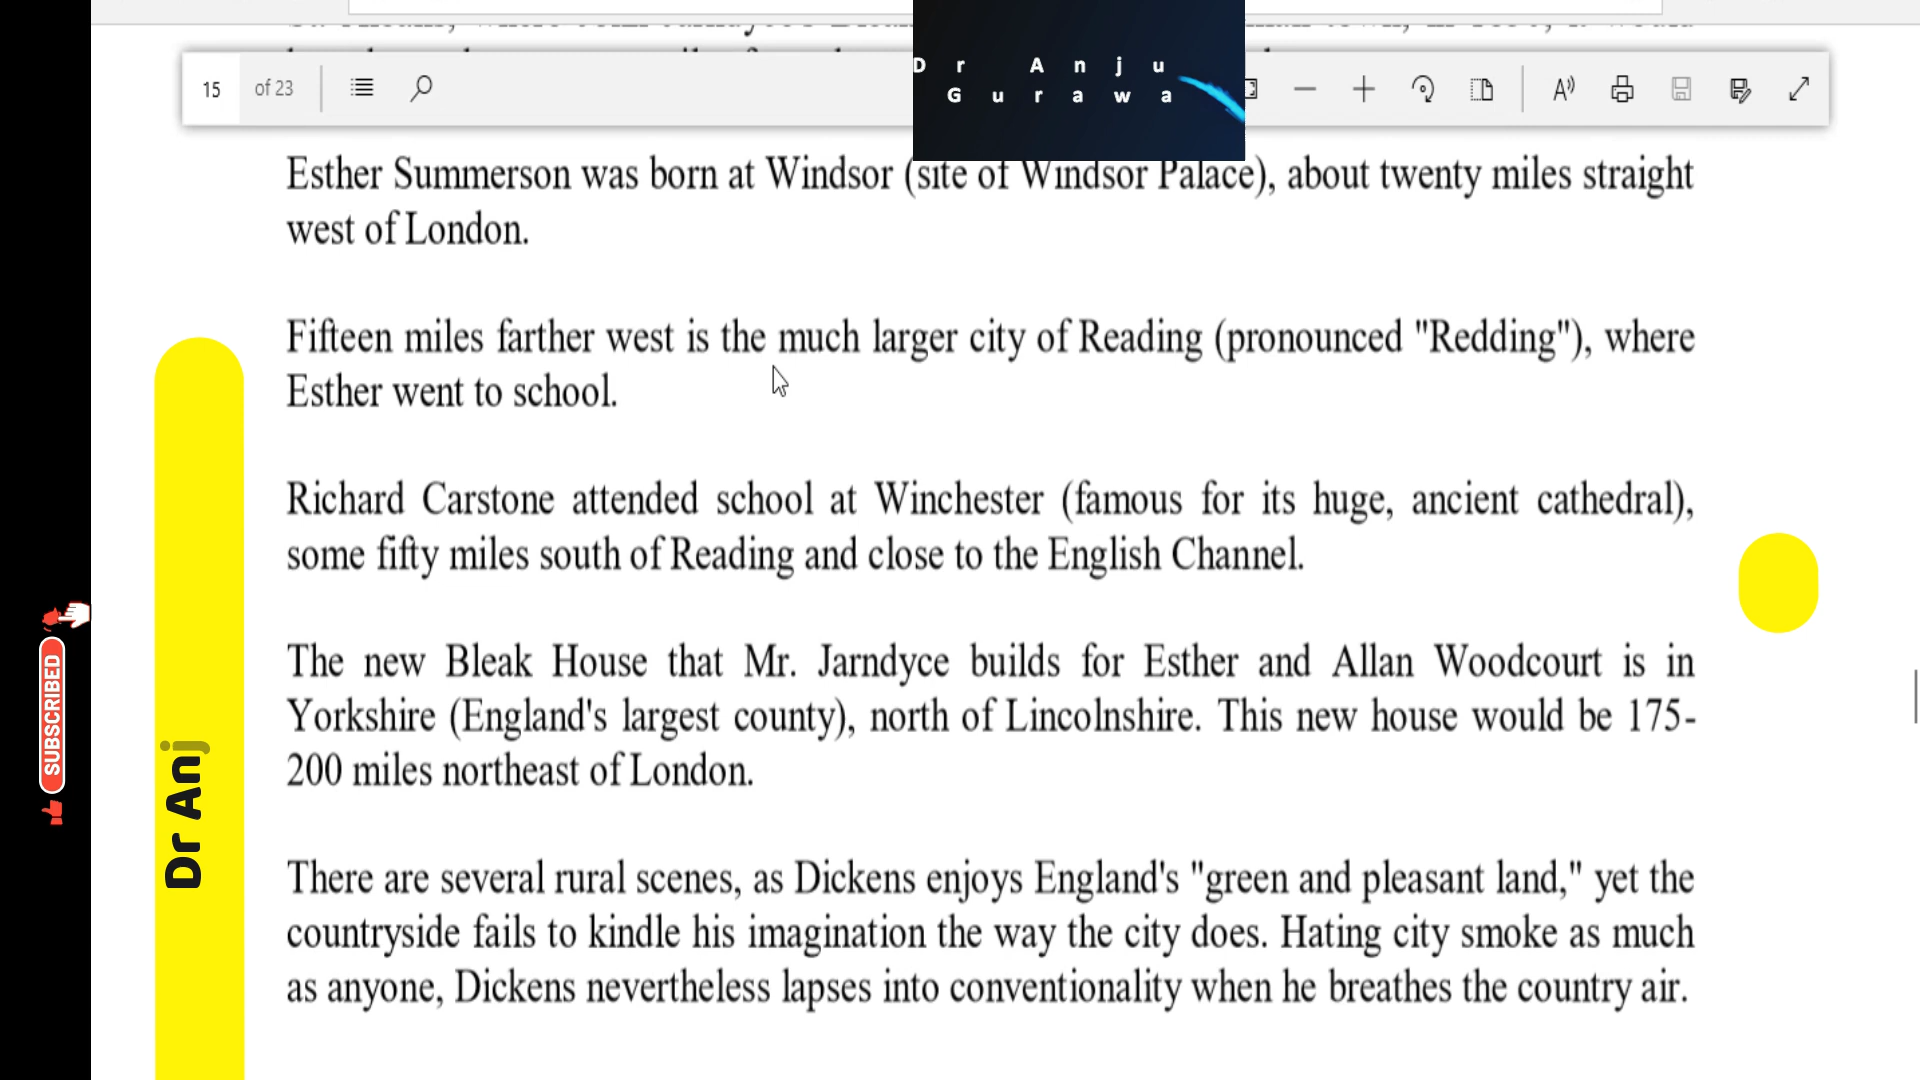 15 of 23
Dr Anju
Gurawa
Esther Summerson was born at Windsor (site of Windsor Palace), about twenty miles straight
west of London.
Fifteen miles farther west is the much larger city of Reading (pronounced "Redding"), where
Esther went to school.
Richard Carstone attended school at Winchester (famous for its huge, ancient cathedral),
some fifty miles south of Reading and close to the English Channel.
The new Bleak House that Mr. Jarndyce builds for Esther and Allan Woodcourt is in
Yorkshire (England's largest county), north of Lincolnshire. This new house would be 175-
200 miles northeast of London.
There are several rural scenes, as Dickens enjoys England's "green and pleasant land," yet the
countryside fails to kindle his imagination the way the city does. Hating city smoke as much
as anyone, Dickens nevertheless lapses into conventionality when he breathes the country air.
SUBSCRIBED
Dr Anj